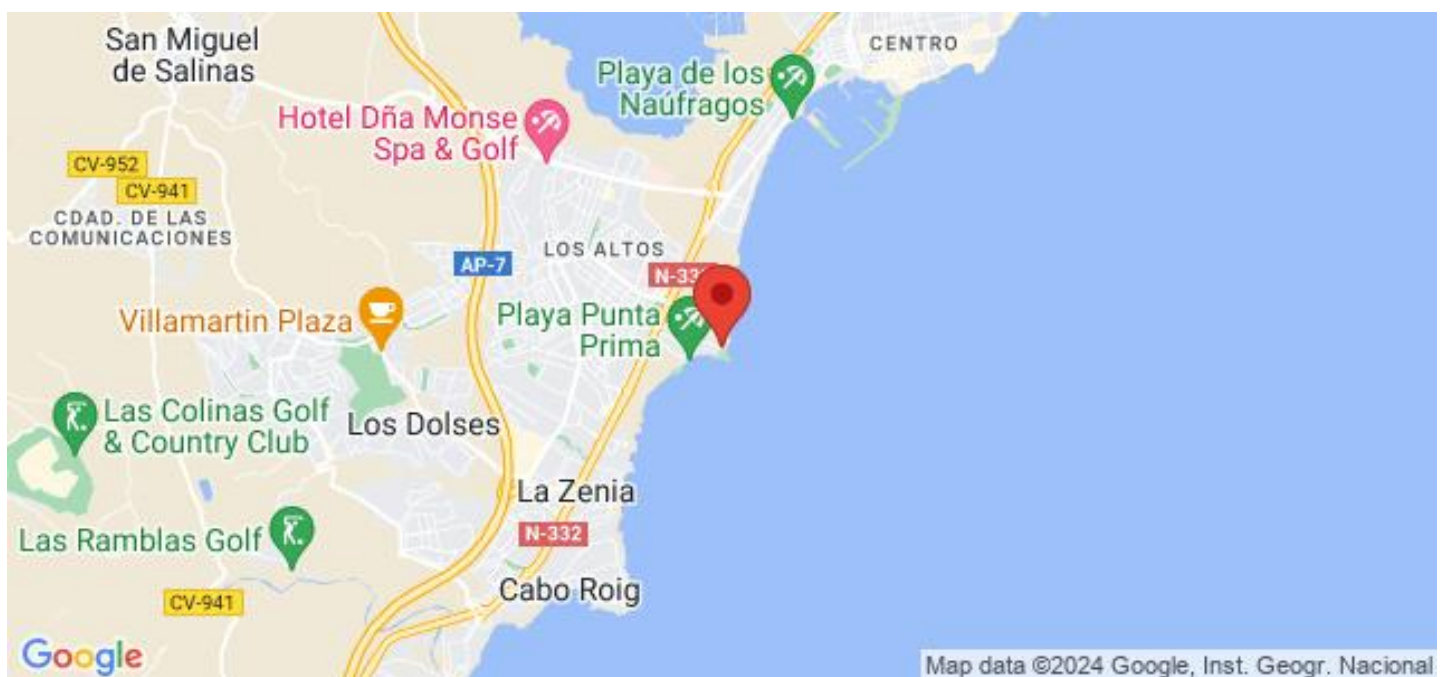 San Miguel
de Salinas
CENTRO
Playa de los
Naúfragos
Hotel Dña Monse
Spa & Golf
CV-952
CV-941
CDAD. DE LAS
COMUNICACIONES
LOS ALTOS
AP-7
N-33
Playa Punta
Prima
Villamartin Plaza
Las Colinas Golf
& Country Club
Los Dolses
La Zenia
N-332
Las Ramblas Golf
Cabo Roig
CV-941
Google
Map data ©2024 Google, Inst. Geogr. Nacional